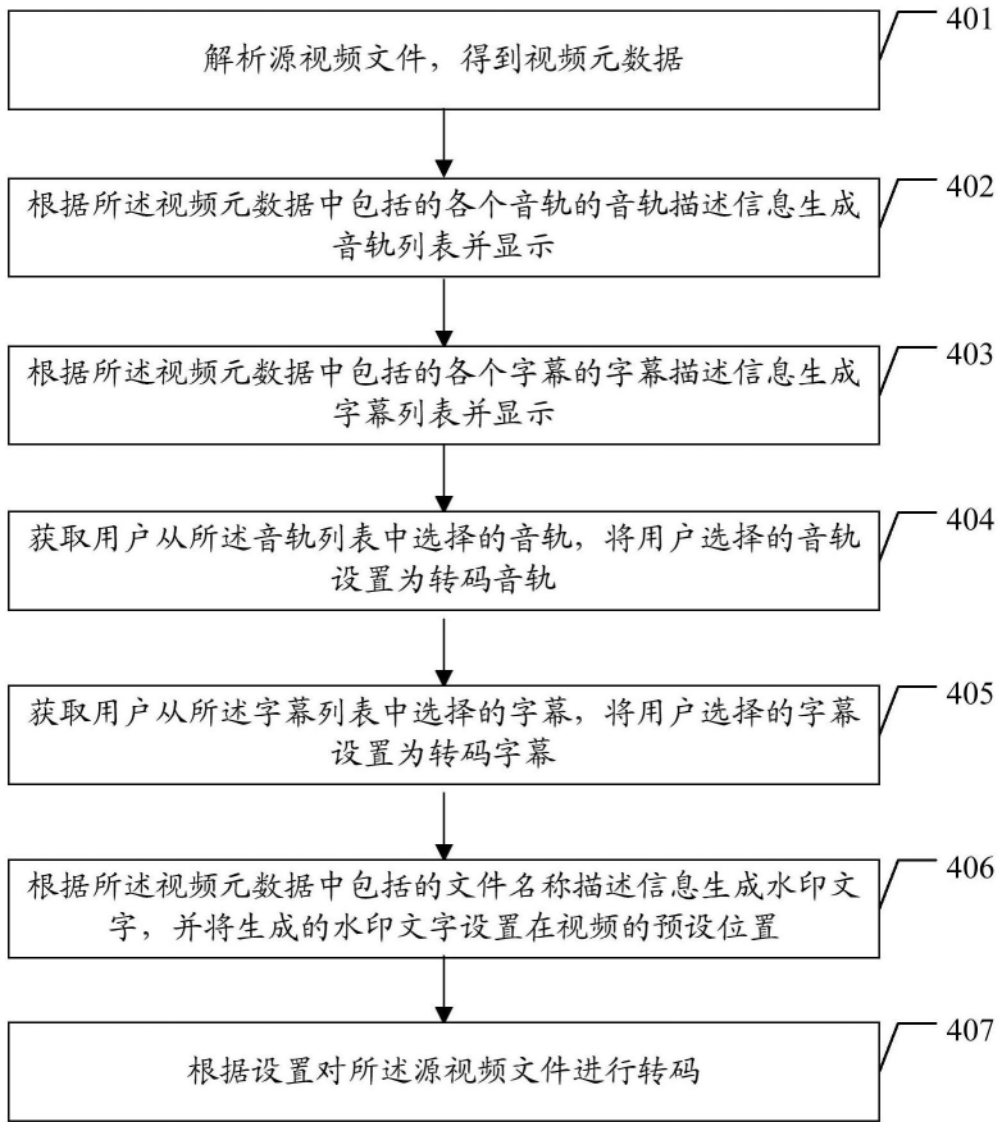 401
解析源视频文件，得到视频元数据
402
根据所述视频元数据中包括的各个音轨的音轨描述信息生成
音轨列表并显示
403
根据所述视频元数据中包括的各个字幕的字幕描述信息生成
字幕列表并显示
404
获取用户从所述音轨列表中选择的音轨，将用户选择的音轨
设置为转码音轨
405
获取用户从所述字幕列表中选择的字幕，将用户选择的字幕
设置为转码字幕
406
根据所述视频元数据中包括的文件名称描述信息生成水印文
字，并将生成的水印文字设置在视频的预设位置
407
根据设置对所述源视频文件进行转码